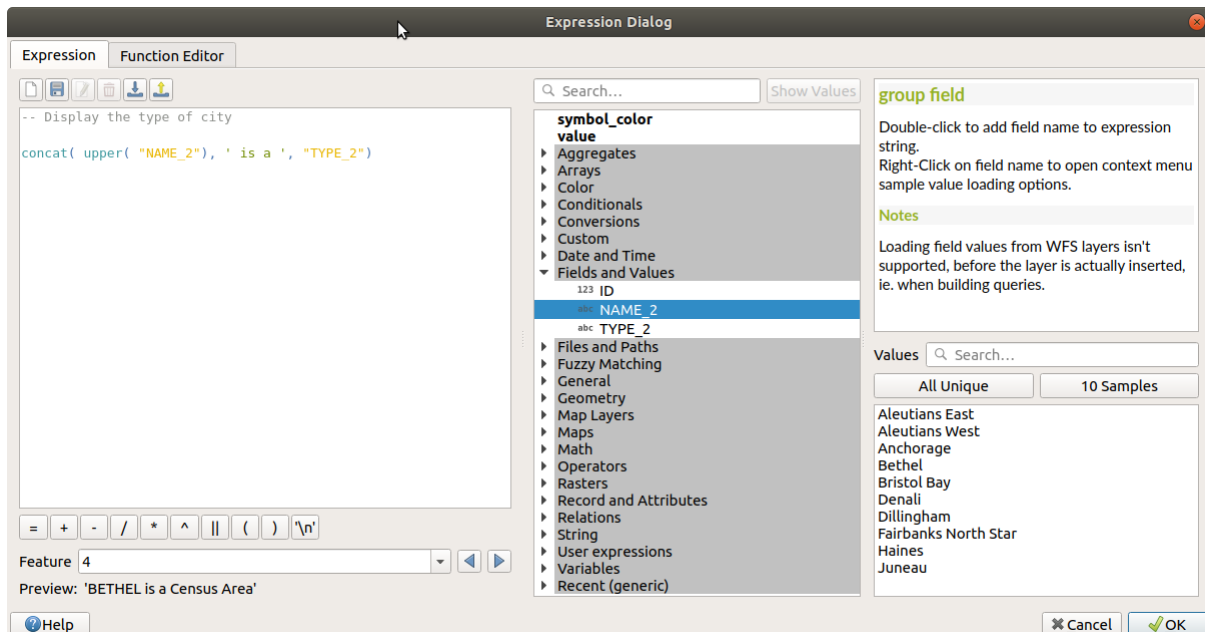 Expression Dialog
Expression
Function Editor
-- Display the type of city
concat( upper( "NAME_2"), ' is a ', "TYPE_2")
= + - / * ^ || ( ) '\n'
Feature 4
Preview: 'BETHEL is a Census Area'
Help
Search...
Show Values
symbol_color
value
Aggregates
Arrays
Color
Conditionals
Conversions
Custom
Date and Time
Fields and Values
123 ID
abc NAME_2
abc TYPE_2
Files and Paths
Fuzzy Matching
General
Geometry
Map Layers
Maps
Math
Operators
Rasters
Record and Attributes
Relations
String
User expressions
Variables
Recent (generic)
group field
Double-click to add field name to expression
string.
Right-Click on field name to open context menu
sample value loading options.
Notes
Loading field values from WFS layers isn't
supported, before the layer is actually inserted,
ie. when building queries.
Values Search...
All Unique
10 Samples
Aleutians East
Aleutians West
Anchorage
Bethel
Bristol Bay
Denali
Dillingham
Fairbanks North Star
Haines
Juneau
Cancel
OK